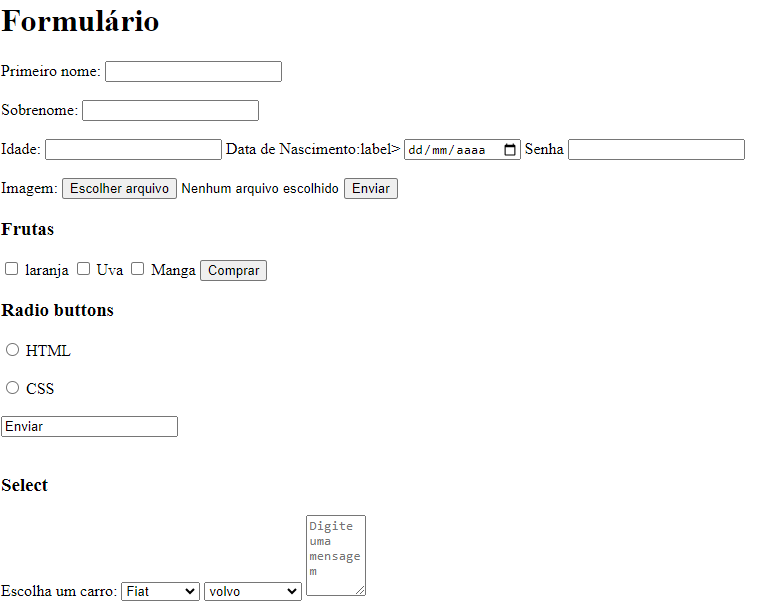 Formulário
Primeiro nome:
Sobrenome:
Idade: Data de Nascimento:label> dd/mm/aaaa Senha
Imagem: Escolher arquivo Nenhum arquivo escolhido Enviar
Frutas
laranja Uva Manga Comprar
Radio buttons
HTML
CSS
Enviar
Select
Digite
uma
mensage
m
Escolha um carro: Fiat volvo